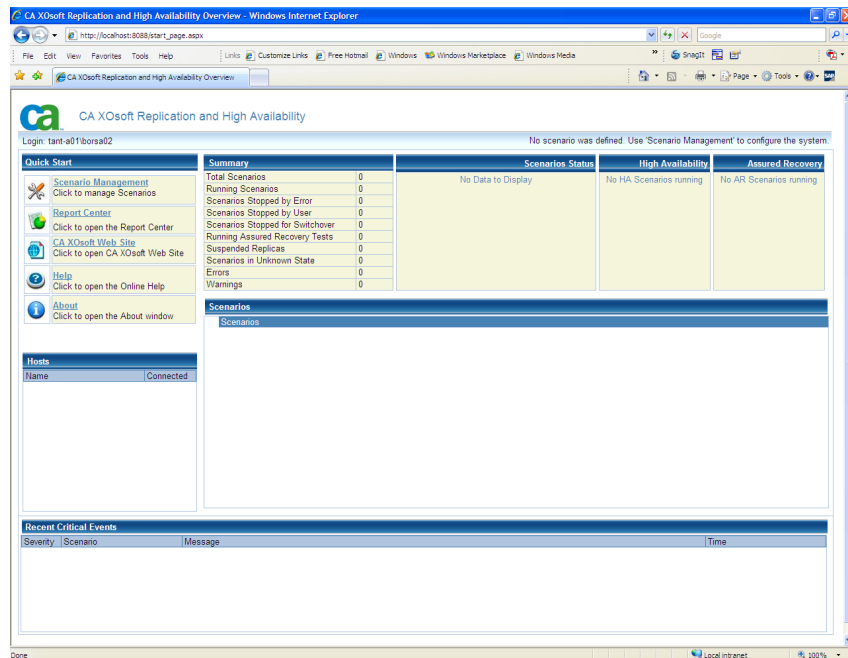 CA XOsoft Replication and High Availability Overview - Windows Internet Explorer
http://localhost:8088/start_page.aspx
Google
File Edit View Favorites Tools Help
Links Customize Links Free Hotmail Windows Windows Marketplace Windows Media
SnagIt
CA XOsoft Replication and High Availability Overview
Page Tools
ca
CA XOsoft Replication and High Availability
Login: tant-a01\borsa02
No scenario was defined. Use 'Scenario Management' to configure the system.
Quick Start
Scenario Management
Click to manage Scenarios
Report Center
Click to open the Report Center
CA XOsoft Web Site
Click to open CA XOsoft Web Site
Help
Click to open the Online Help
About
Click to open the About window
Summary
Total Scenarios 0
Running Scenarios 0
Scenarios Stopped by Error 0
Scenarios Stopped by User 0
Scenarios Stopped for Switchover 0
Running Assured Recovery Tests 0
Suspended Replicas 0
Scenarios in Unknown State 0
Errors 0
Warnings 0
Scenarios Status
No Data to Display
High Availability
No HA Scenarios running
Assured Recovery
No AR Scenarios running
Scenarios
Scenarios
Hosts
Name Connected
Recent Critical Events
Severity Scenario Message Time
Done
Local intranet
100%